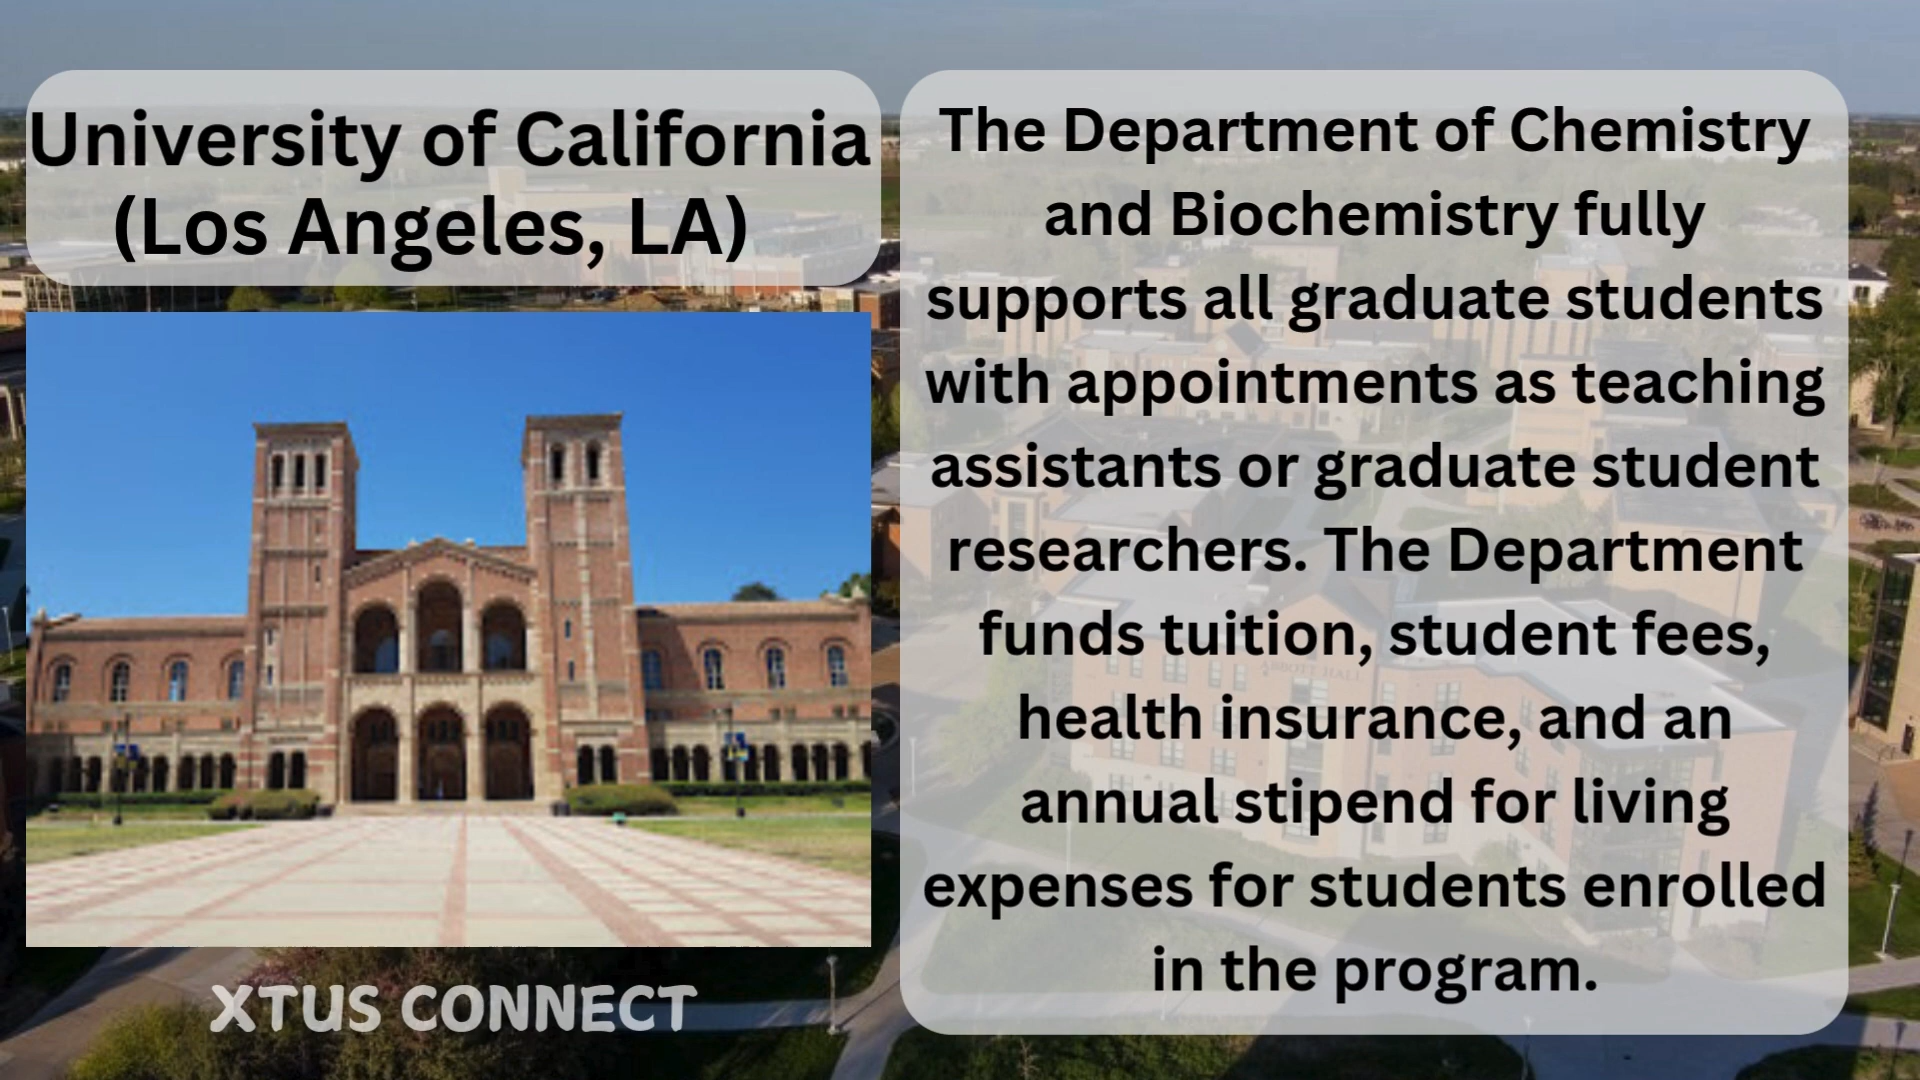 University of California
(Los Angeles, LA)
The Department of Chemistry
and Biochemistry fully
supports all graduate students
with appointments as teaching
assistants or graduate student
researchers. The Department
funds tuition, student fees,
health insurance, and an
annual stipend for living
expenses for students enrolled
in the program.
ABBOTT HALL
XTUS CONNECT